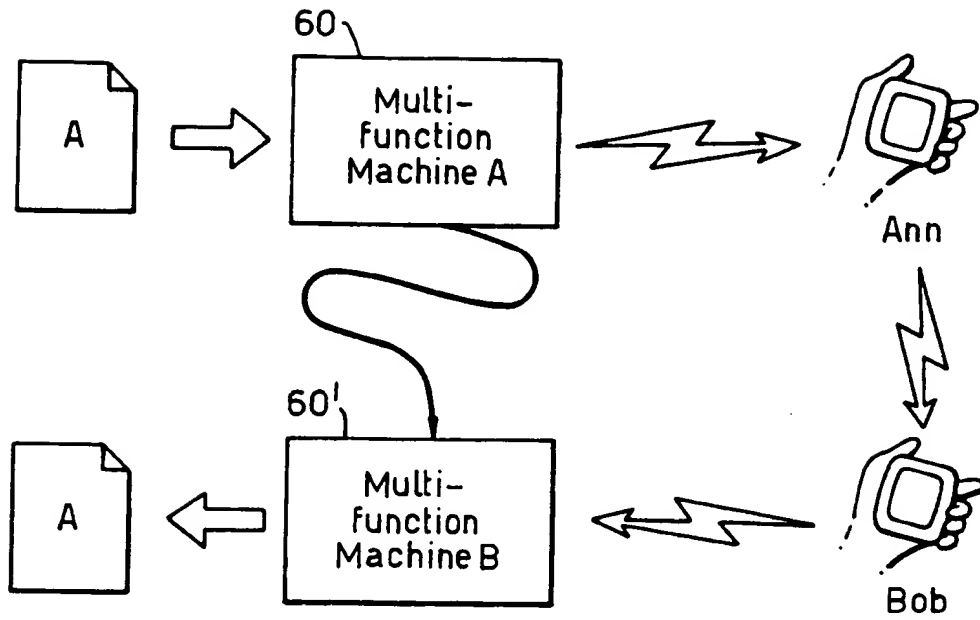 60
A
Multi-
function
Machine A
Ann
60'
A
Multi-
function
Machine B
Bob